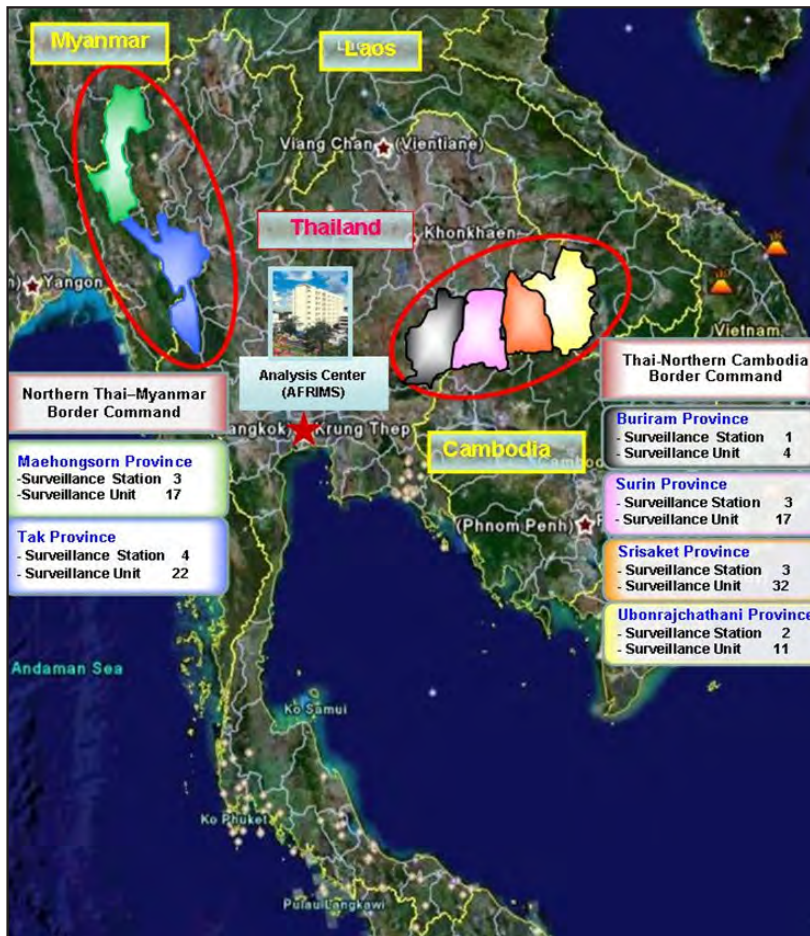 Myanmar
Laos
Viang Chan (Vientiane)
Thailand
Khonkhaen
Yangon
Vietnam
Analysis Center
(AFRIMS)
Northern Thai–Myanmar
Border Command
Thai-Northern Cambodia
Border Command
angkok) Krung Thep
Cambodia
(Phnom Penh)
Maehongsorn Province
-Surveillance Station 3
-Surveillance Unit 17
Tak Province
- Surveillance Station 4
- Surveillance Unit 22
Buriram Province
- Surveillance Station 1
- Surveillance Unit 4
Surin Province
- Surveillance Station 3
- Surveillance Unit 17
Srisaket Province
- Surveillance Station 3
- Surveillance Unit 32
Ubonrajchathani Province
- Surveillance Station 2
- Surveillance Unit 11
Andaman Sea
Ko Samui
Ko Phuket
Pulau Langkawi